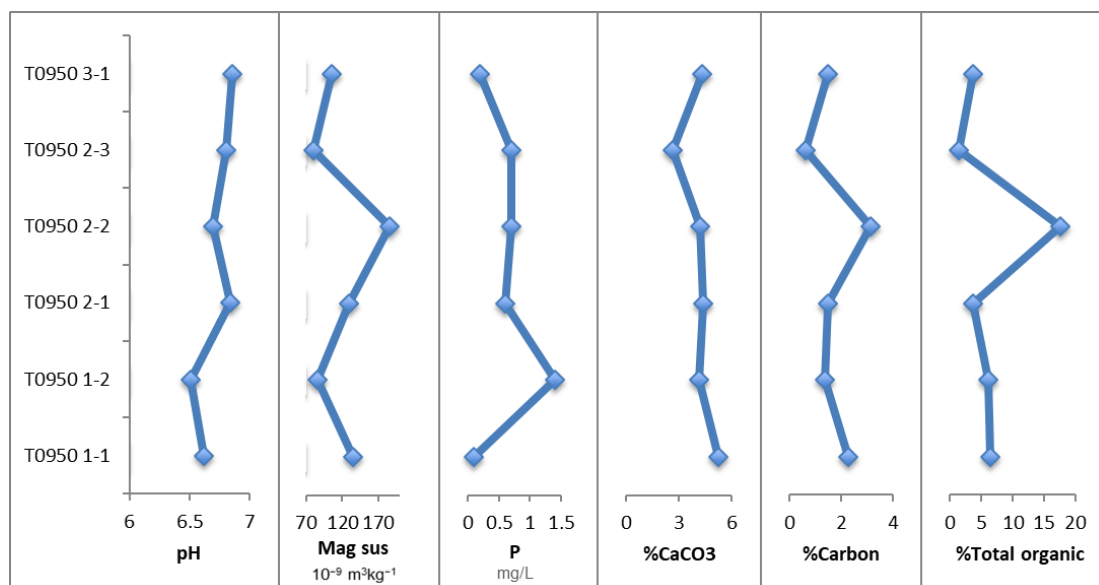 T0950 3-1
T0950 2-3
T0950 2-2
T0950 2-1
T0950 1-2
T0950 1-1
6 6.5 7
70 120 170
0 0.5 1 1.5
0 3 6
0 2 4
0 5 10 15 20
pH
Mag sus
10⁻⁹ m³kg⁻¹
P
mg/L
%CaCO3
%Carbon
%Total organic